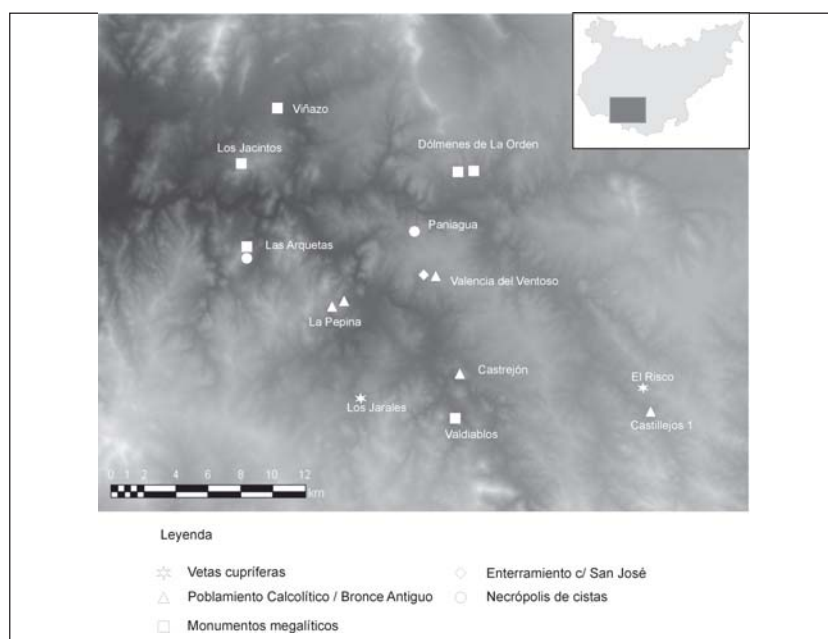 Viñazo
Los Jacintos
Dólmenes de La Orden
Paniagua
Las Arquetas
Valencia del Ventoso
La Pepina
Castrejón
El Risco
Los Jarales
Castillejos 1
Valdiablos
0 1 2 4 6 8 10 12
km
Leyenda
Vetas cupríferas
Enterramiento c/ San José
Poblamiento Calcolítico / Bronce Antiguo
Necrópolis de cistas
Monumentos megalíticos